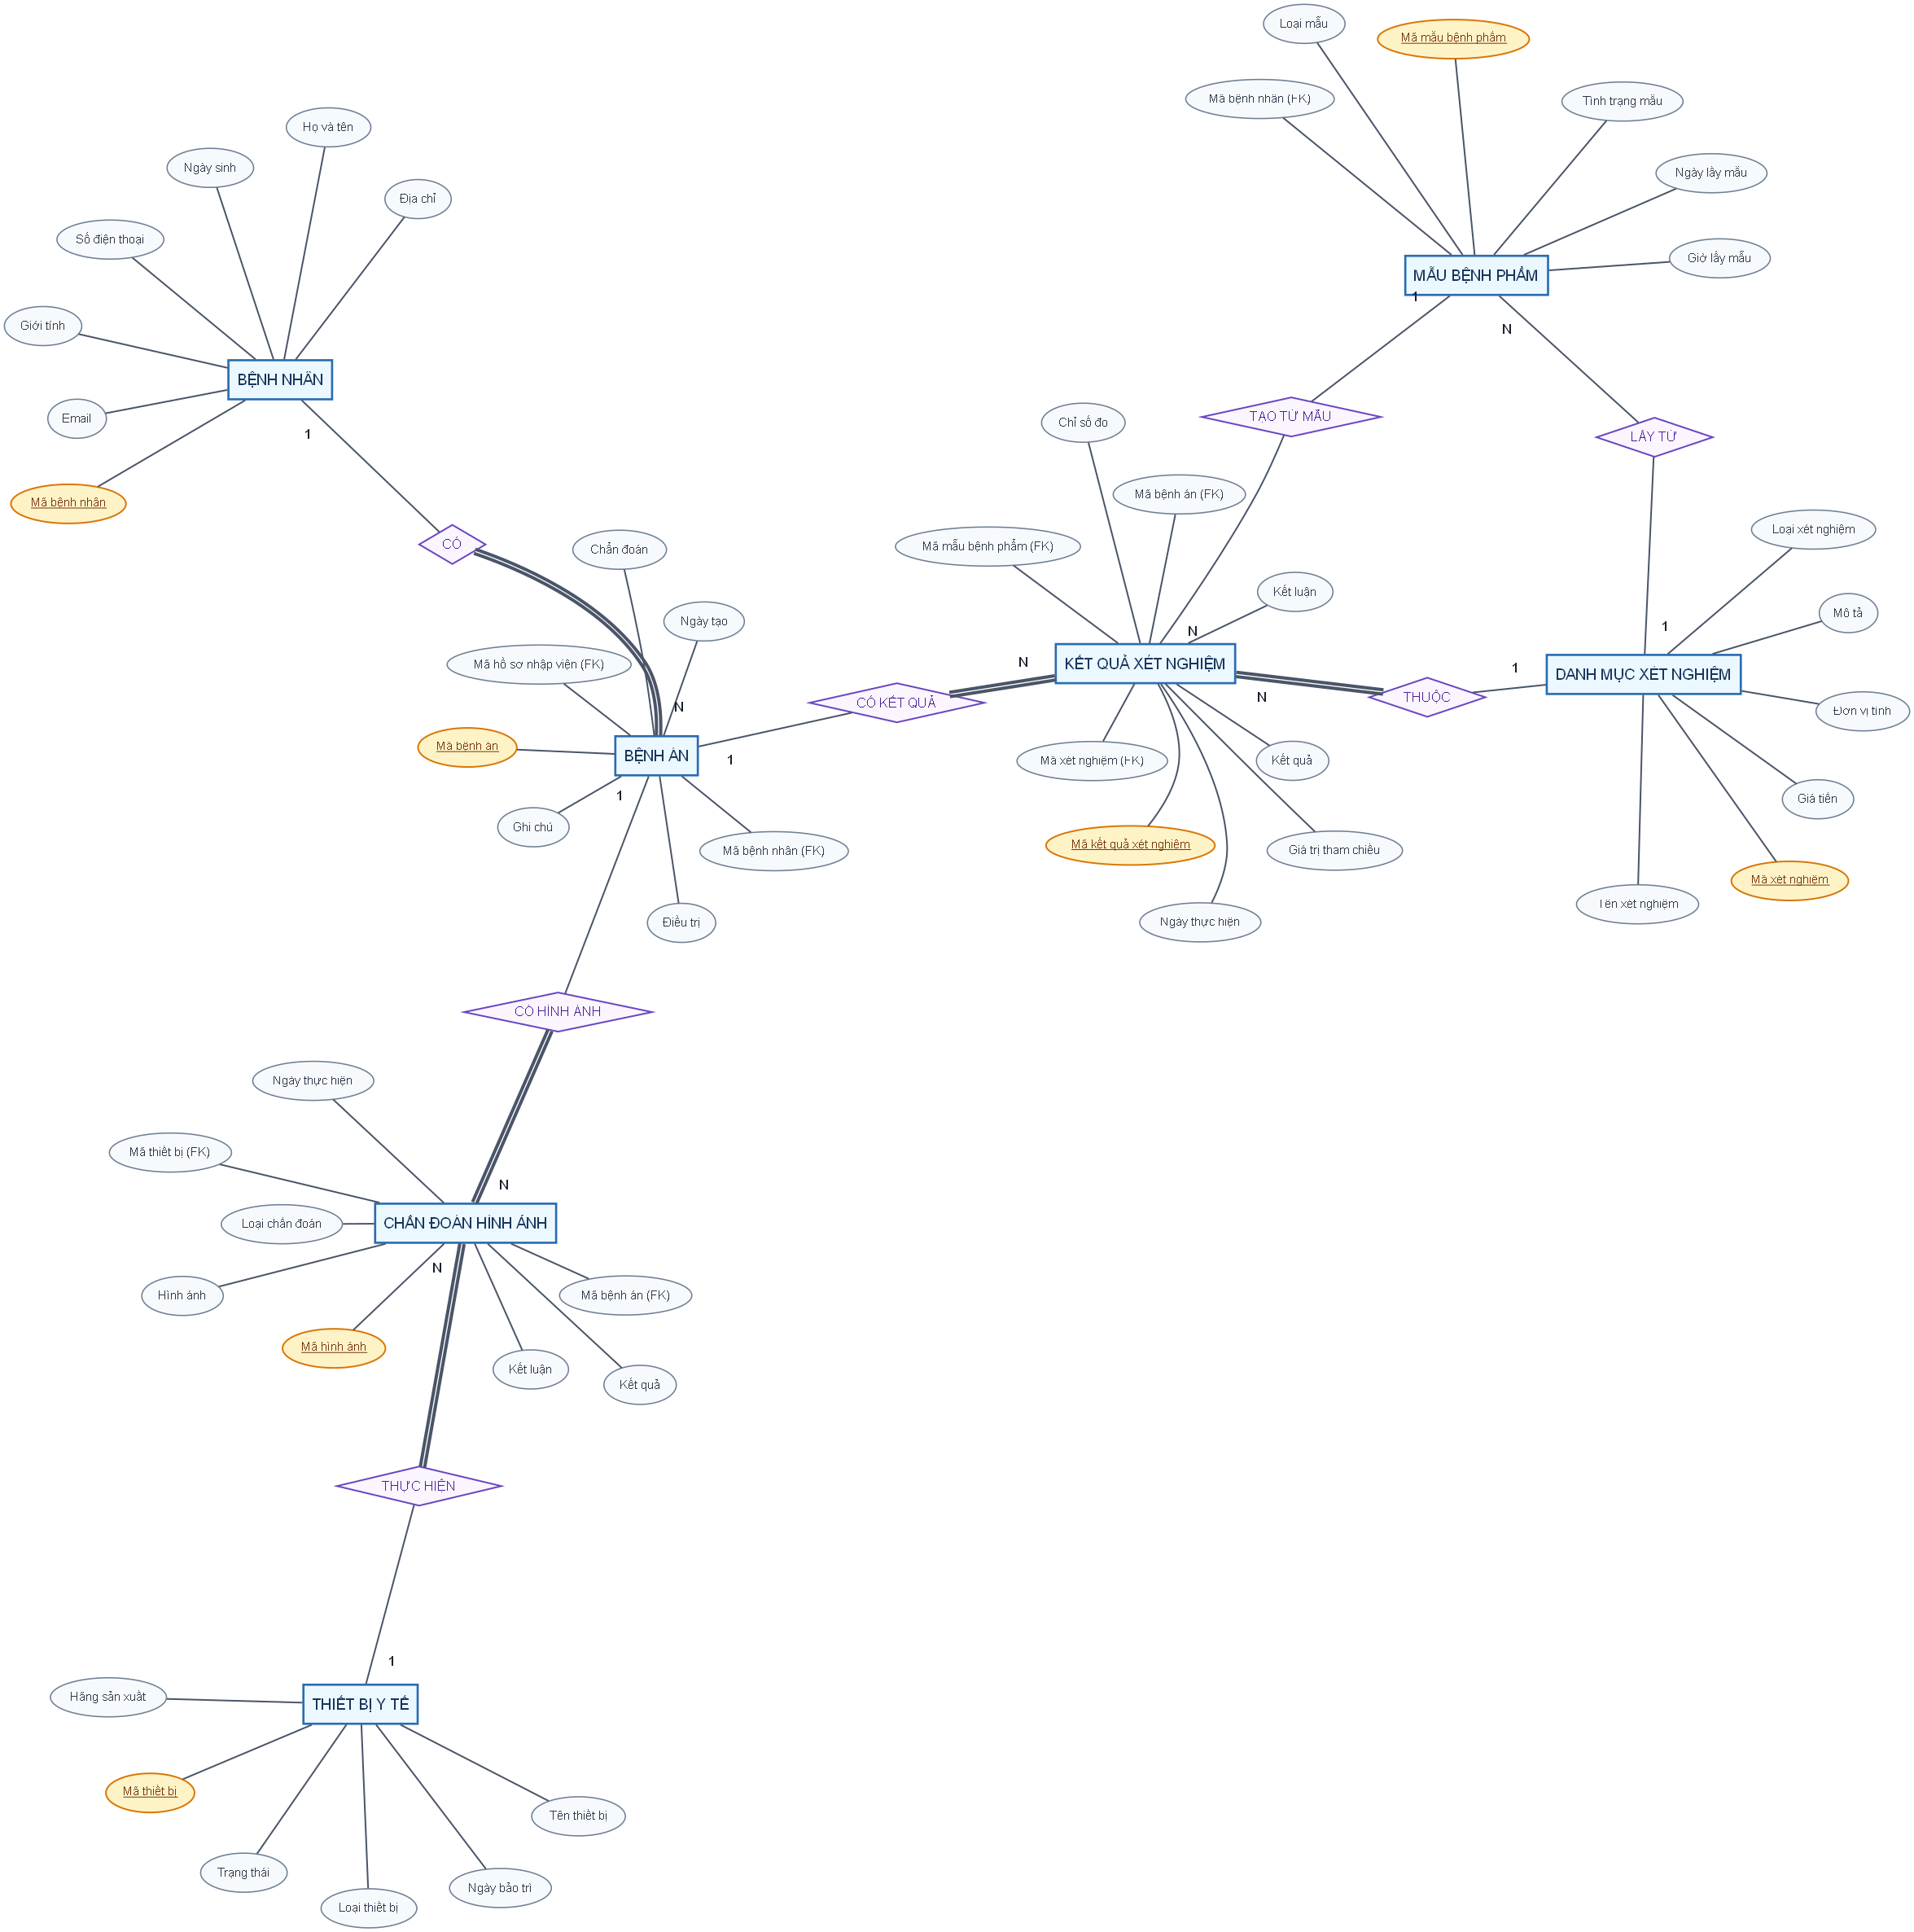 Loại mẫu
Mã mẫu bệnh phẩm
Mã bệnh nhân (FK)
Tình trạng mẫu
Họ và tên
Ngày sinh
Ngày lấy mẫu
Địa chỉ
Số điện thoại
Giờ lấy mẫu
MẪU BỆNH PHẨM
1
N
Giới tính
BỆNH NHÂN
Email
1
Mã bệnh nhân
TẠO TỪ MẪU
LẤY TỪ
Chỉ số đo
Mã bệnh án (FK)
Loại xét nghiệm
CÓ
Chẩn đoán
Mã mẫu bệnh phẩm (FK)
Kết luận
Mô tả
Ngày tạo
N
1
Mã hồ sơ nhập viện (FK)
N
KẾT QUẢ XÉT NGHIỆM
1
DANH MỤC XÉT NGHIỆM
N
CÓ KẾT QUẢ
N
THUỘC
Đơn vị tính
Mã bệnh án
BỆNH ÁN
1
Mã xét nghiệm (FK)
Kết quả
1
Giá tiền
Ghi chú
Mã bệnh nhân (FK)
Mã kết quả xét nghiệm
Giá trị tham chiếu
Mã xét nghiệm
Tên xét nghiệm
Điều trị
Ngày thực hiện
CÓ HÌNH ẢNH
Ngày thực hiện
Mã thiết bị (FK)
N
Loại chẩn đoán
CHẨN ĐOÁN HÌNH ẢNH
N
Hình ảnh
Mã bệnh án (FK)
Mã hình ảnh
Kết luận
Kết quả
THỰC HIỆN
1
Hãng sản xuất
THIẾT BỊ Y TẾ
Mã thiết bị
Tên thiết bị
Trạng thái
Ngày bảo trì
Loại thiết bị